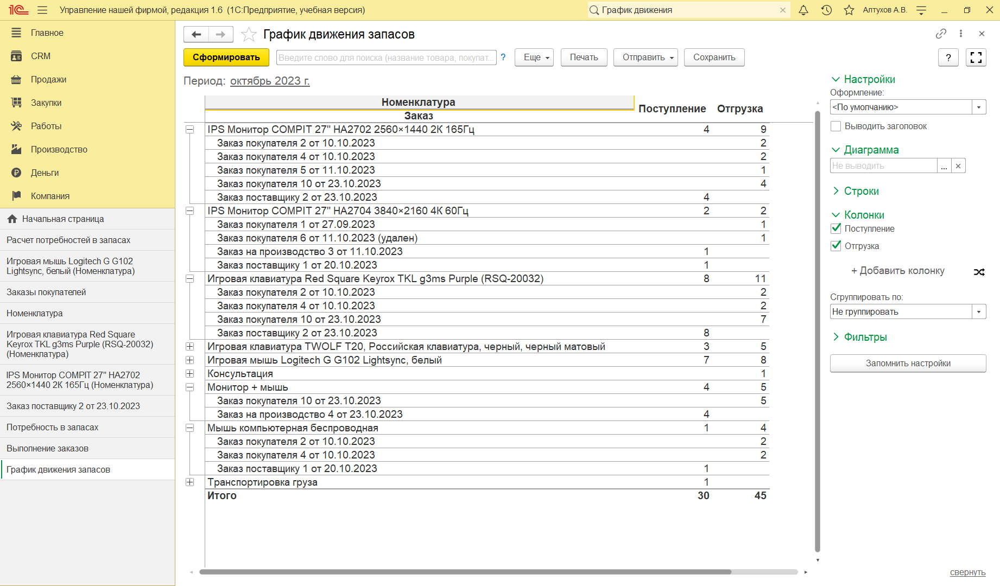 1С Управление нашей фирмой, редакция 1.6 (1С:Предприятие, учебная версия) График движения Алтухов А.В.
Главное
CRM
Продажи
Закупки
Работы
Производство
Деньги
Компания
Начальная страница
Расчет потребностей в запасах
Игровая мышь Logitech G G102
Lightsync, белый (Номенклатура)
Заказы покупателей
Номенклатура
Игровая клавиатура Red Square
Keyrox TKL g3ms Purple (RSQ-20032)
(Номенклатура)
IPS Монитор COMPIT 27" HA2702
2560×1440 2К 165Гц (Номенклатура)
Заказ поставщику 2 от 23.10.2023
Потребность в запасах
Выполнение заказов
График движения запасов
График движения запасов
Сформировать Введите слово для поиска (название товара, покупат... ? Еще Печать Отправить Сохранить ?
Период: октябрь 2023 г.
Номенклатура Поступление Отгрузка
Заказ
IPS Монитор COMPIT 27" HA2702 2560×1440 2К 165Гц 4 9
Заказ покупателя 2 от 10.10.2023 2
Заказ покупателя 4 от 10.10.2023 2
Заказ покупателя 5 от 11.10.2023 1
Заказ покупателя 10 от 23.10.2023 4
Заказ поставщику 2 от 23.10.2023 4
IPS Монитор COMPIT 27" HA2704 3840×2160 4К 60Гц 2 2
Заказ покупателя 1 от 27.09.2023 1
Заказ покупателя 6 от 11.10.2023 (удален) 1
Заказ на производство 3 от 11.10.2023 1
Заказ поставщику 1 от 20.10.2023 1
Игровая клавиатура Red Square Keyrox TKL g3ms Purple (RSQ-20032) 8 11
Заказ покупателя 2 от 10.10.2023 2
Заказ покупателя 4 от 10.10.2023 2
Заказ покупателя 10 от 23.10.2023 7
Заказ поставщику 2 от 23.10.2023 8
Игровая клавиатура TWOLF T20, Российская клавиатура, черный, черный матовый 3 5
Игровая мышь Logitech G G102 Lightsync, белый 7 8
Консультация 1
Монитор + мышь 4 5
Заказ покупателя 10 от 23.10.2023 5
Заказ на производство 4 от 23.10.2023 4
Мышь компьютерная беспроводная 1 4
Заказ покупателя 2 от 10.10.2023 2
Заказ покупателя 4 от 10.10.2023 2
Заказ поставщику 1 от 20.10.2023 1
Транспортировка груза 1
Итого 30 45
Настройки
Оформление:
<По умолчанию>
Выводить заголовок
Диаграмма
Не выводить ...
Строки
Колонки
Поступление
Отгрузка
+ Добавить колонку
Сгруппировать по:
Не группировать
Фильтры
Запомнить настройки
свернуть